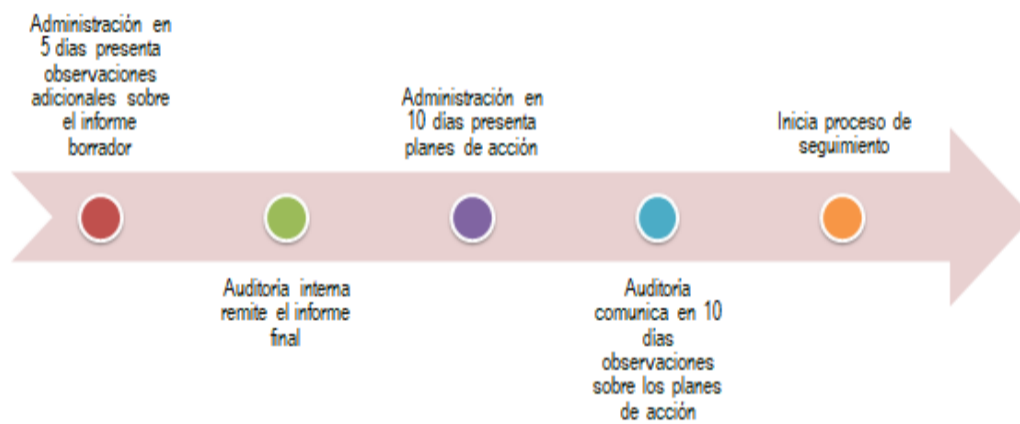 Administración en
5 días presenta
observaciones
adicionales sobre
el informe
borrador
Auditoría interna
remite el informe
final
Administración en
10 días presenta
planes de acción
Auditoría
comunica en 10
días
observaciones
sobre los planes
de acción
Inicia proceso de
seguimiento